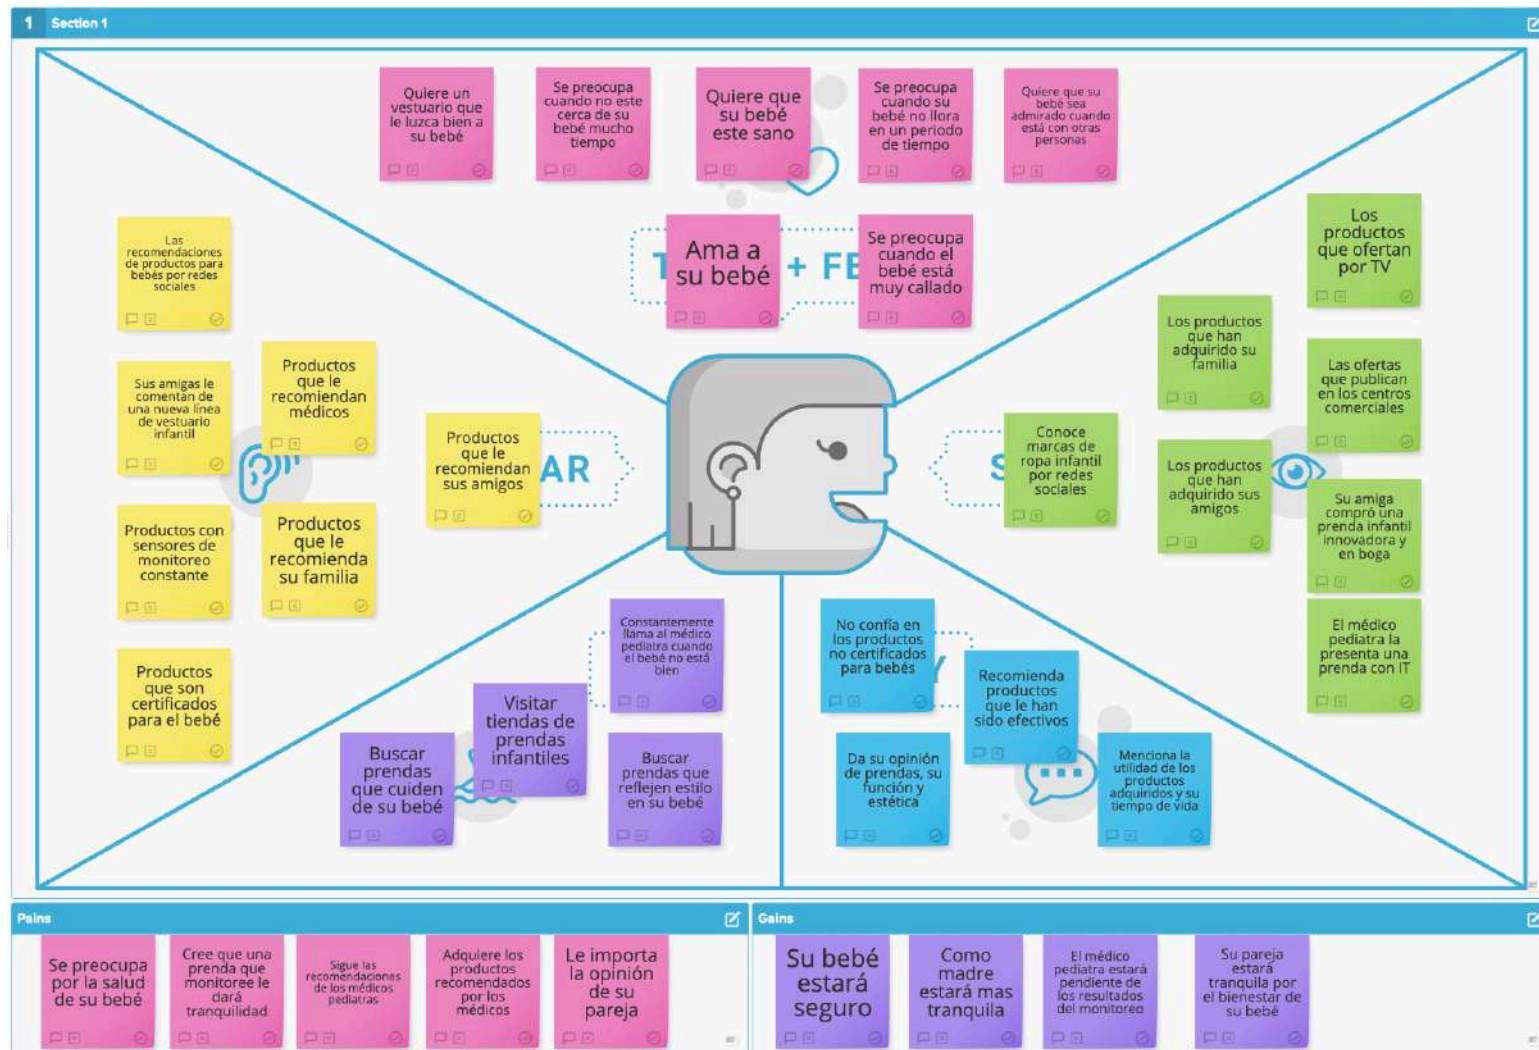 1 Section 1
Quiere un
vestuario que
le luzca bien a
su bebé
Se preocupa
cuando no este
cerca de su
bebé mucho
tiempo
Quiere que
su bebé
este sano
Se preocupa
cuando su
bebé no llora
en un periodo
de tiempo
Quiere que su
bebé sea
admirado cuando
está con otras
personas
Ama a
su bebé
+ FE
Se preocupa
cuando el
bebé está
muy callado
Las
recomendaciones
de productos para
bebés por redes
sociales
Sus amigas le
comentan de
una nueva línea
de vestuario
infantil
Productos
que le
recomiendan
médicos
Productos
que le
recomiendan
sus amigos
AR
Productos con
sensores de
monitoreo
constante
Productos
que le
recomienda
su familia
Productos
que son
certificados
para el bebé
Los
productos
que ofertan
por TV
Los productos
que han
adquirido su
familia
Las ofertas
que publican
en los centros
comerciales
S
Conoce
marcas de
ropa infantil
por redes
sociales
Los productos
que han
adquirido sus
amigos
Su amiga
compró una
prenda infantil
innovadora y
en boga
El médico
pediatra la
presenta una
prenda con IT
Constantemente
llama al médico
pediatra cuando
el bebé no está
bien
Visitar
tiendas de
prendas
infantiles
Buscar
prendas
que cuiden
de su bebé
Buscar
prendas que
reflejen estilo
en su bebé
No confía en
los productos
no certificados
para bebés
Recomienda
productos
que le han
sido efectivos
Da su opinión
de prendas, su
función y
estética
Menciona la
utilidad de los
productos
adquiridos y su
tiempo de vida
Pains
Se preocupa
por la salud
de su bebé
Cree que una
prenda que
monitoree le
dará
tranquilidad
Sigue las
recomendaciones
de los médicos
pediatras
Adquiere los
productos
recomendados
por los
médicos
Le importa
la opinión
de su
pareja
Gains
Su bebé
estará
seguro
Como
madre
estará mas
tranquila
El médico
pediatra estará
pendiente de
los resultados
del monitoreo
Su pareja
estará
tranquila por
el bienestar de
su bebé